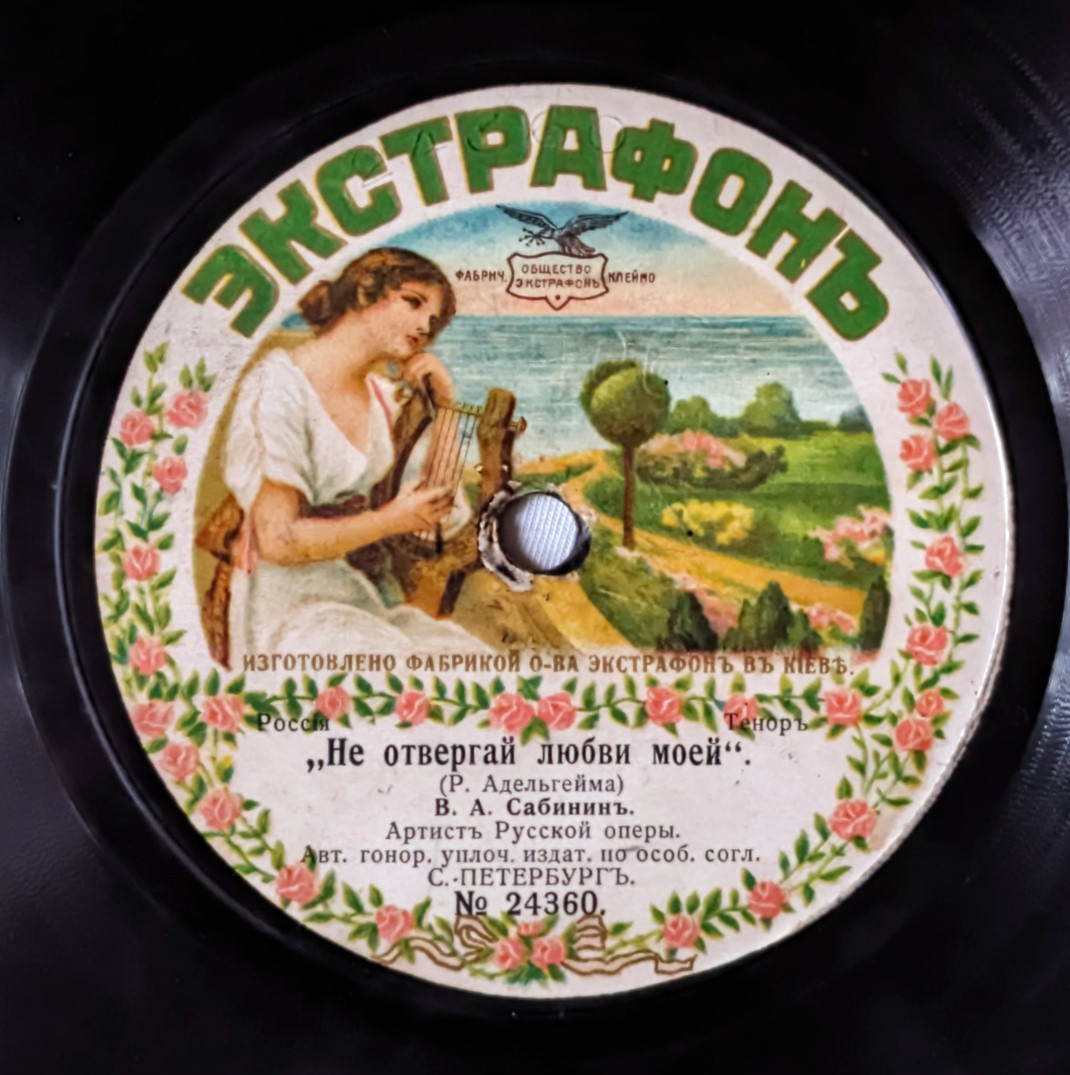 ЭКСТРАФОНЪ
ФАБРИЧ. ОБЩЕСТВО ЭКСТРАФОНЪ КЛЕЙМО
ИЗГОТОВЛЕНО ФАБРИКОЙ О-ВА ЭКСТРАФОНЪ ВЪ КІЕВѢ.
Россія Теноръ
„Не отвергай любви моей“.
(Р. Адельгейма)
В. А. Сабининъ.
Артистъ Русской оперы.
Авт. гонор. уплоч. издат. по особ. согл.
С.-ПЕТЕРБУРГЪ.
№ 24360.